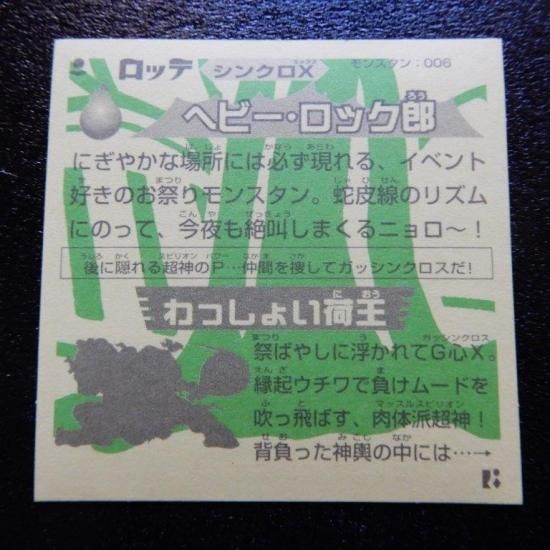 ロッテ シンクロX モンスタン:006
ヘビー・ロック郎
にぎやかな場所には必ず現れる、イベント
好きのお祭りモンスタン。蛇皮線のリズム
にのって、今夜も絶叫しまくるニョロ〜!
後に隠れる超神のP…仲間を捜してガッシンクロスだ!
わっしょい荷王
祭ばやしに浮かれてG心X。
縁起ウチワで負けムードを
吹っ飛ばす、肉体派超神!
背負った神輿の中には…→